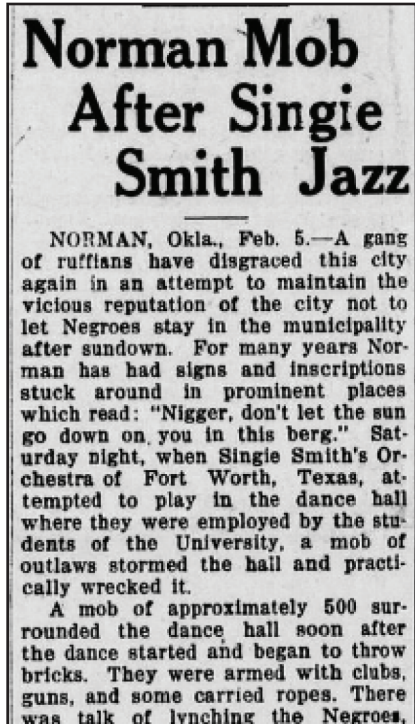 Norman Mob
After Singie
Smith Jazz
NORMAN, Okla., Feb. 5.—A gang
of ruffians have disgraced this city
again in an attempt to maintain the
vicious reputation of the city not to
let Negroes stay in the municipality
after sundown. For many years Nor-
man has had signs and inscriptions
stuck around in prominent places
which read: "Nigger, don't let the sun
go down on you in this berg." Sat-
urday night, when Singie Smith's Or-
chestra of Fort Worth, Texas, at-
tempted to play in the dance hall
where they were employed by the stu-
dents of the University, a mob of
outlaws stormed the hall and practi-
cally wrecked it.
A mob of approximately 500 sur-
rounded the dance hall soon after
the dance started and began to throw
bricks. They were armed with clubs,
guns, and some carried ropes. There
was talk of lynching the Negroes.